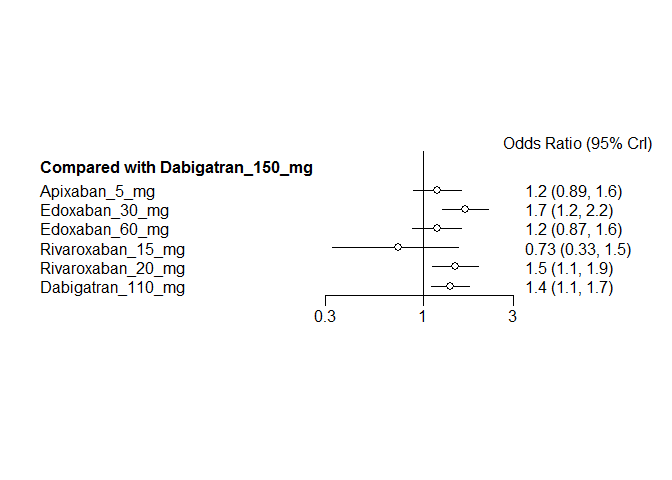 Odds Ratio (95% CrI)
Compared with Dabigatran_150_mg
Apixaban_5_mg 1.2 (0.89, 1.6)
Edoxaban_30_mg 1.7 (1.2, 2.2)
Edoxaban_60_mg 1.2 (0.87, 1.6)
Rivaroxaban_15_mg 0.73 (0.33, 1.5)
Rivaroxaban_20_mg 1.5 (1.1, 1.9)
Dabigatran_110_mg 1.4 (1.1, 1.7)
0.3 1 3